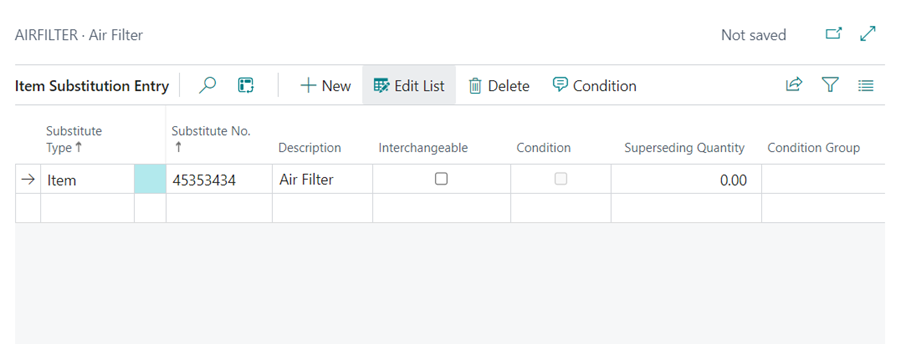 AIRFILTER · Air Filter Not saved
Item Substitution Entry New Edit List Delete Condition
Substitute Type ↑ Substitute No. ↑ Description Interchangeable Condition Superseding Quantity Condition Group
Item 45353434 Air Filter 0.00